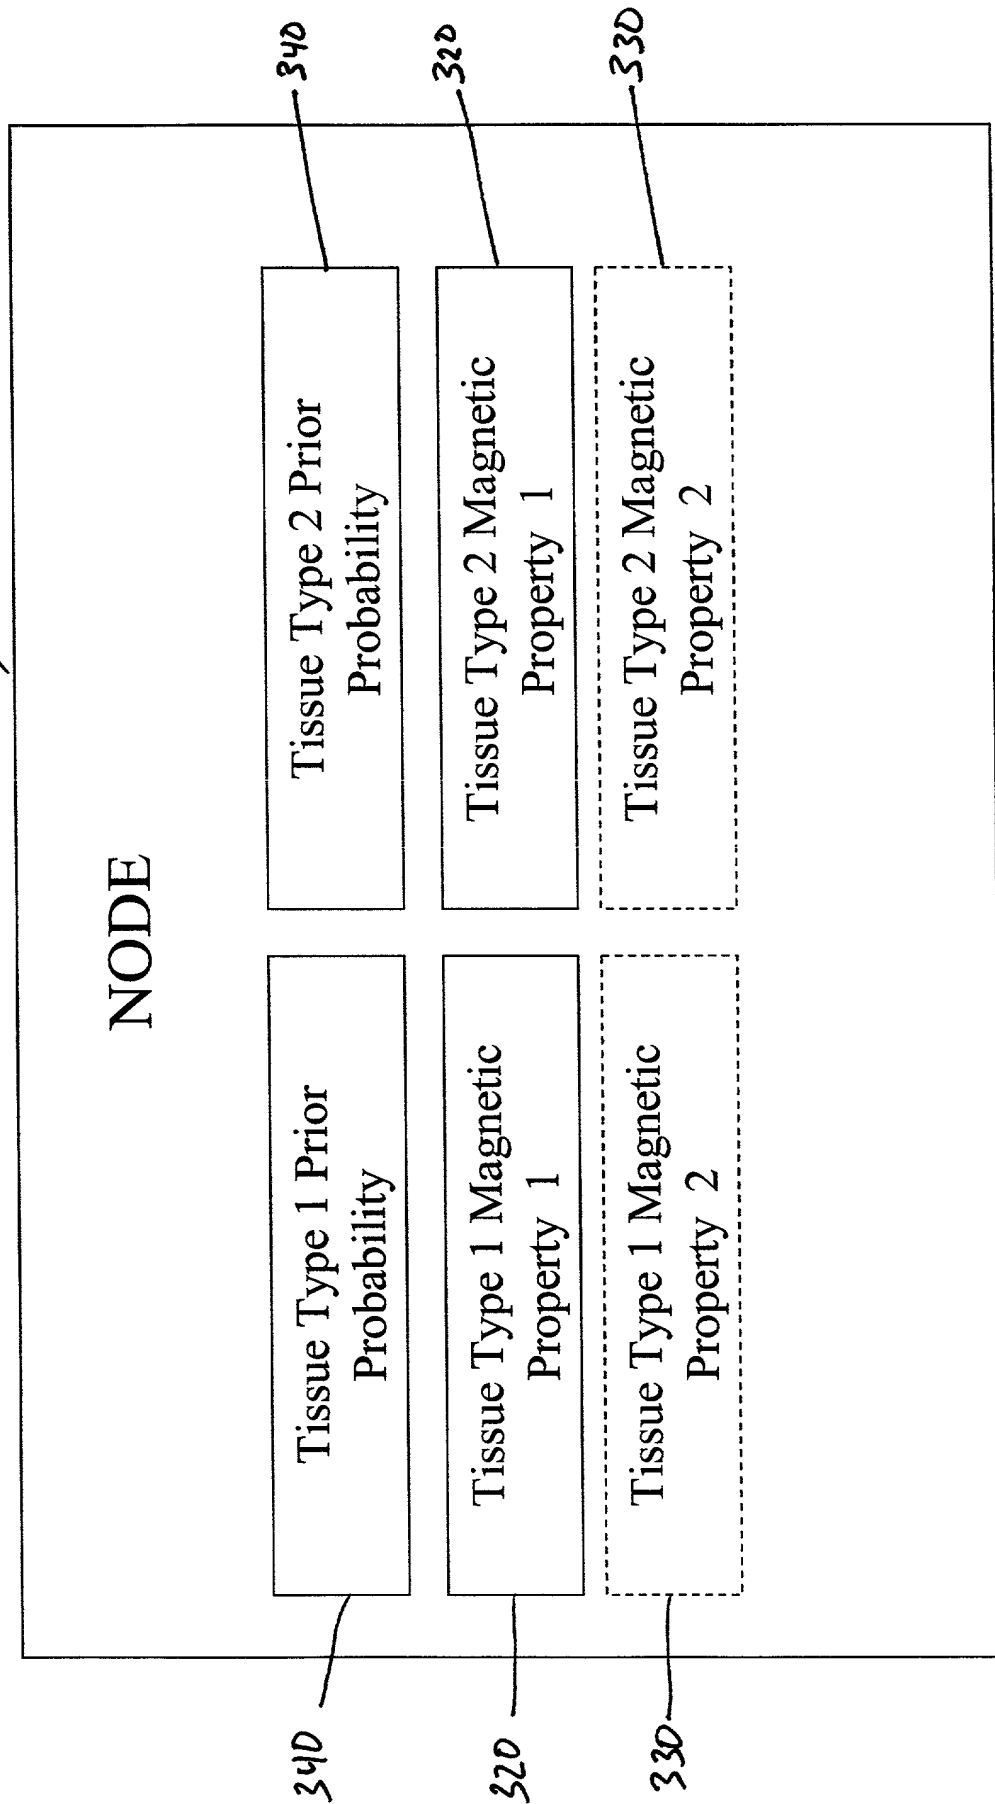 NODE
340
Tissue Type 1 Prior
Probability
Tissue Type 2 Prior
Probability
340
320
Tissue Type 1 Magnetic
Property 1
Tissue Type 2 Magnetic
Property 1
320
330
Tissue Type 1 Magnetic
Property 2
Tissue Type 2 Magnetic
Property 2
330